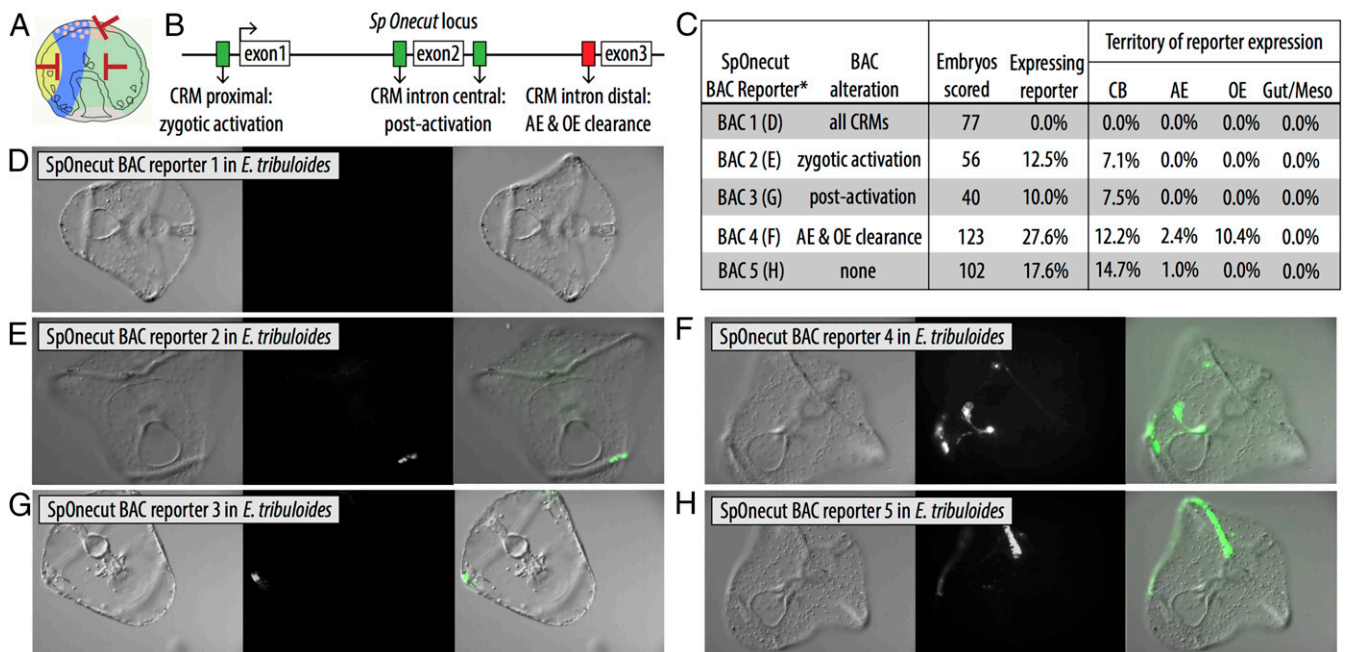 A
B
Sp Onecut locus
exon1
exon2
exon3
CRM proximal:
zygotic activation
CRM intron central:
post-activation
CRM intron distal:
AE & OE clearance
C
SpOnecut
BAC Reporter*
BAC
alteration
Embryos
scored
Expressing
reporter
Territory of reporter expression
CB AE OE Gut/Meso
BAC 1 (D) all CRMs 77 0.0% 0.0% 0.0% 0.0% 0.0%
BAC 2 (E) zygotic activation 56 12.5% 7.1% 0.0% 0.0% 0.0%
BAC 3 (G) post-activation 40 10.0% 7.5% 0.0% 0.0% 0.0%
BAC 4 (F) AE & OE clearance 123 27.6% 12.2% 2.4% 10.4% 0.0%
BAC 5 (H) none 102 17.6% 14.7% 1.0% 0.0% 0.0%
D
SpOnecut BAC reporter 1 in E. tribuloides
E
SpOnecut BAC reporter 2 in E. tribuloides
F
SpOnecut BAC reporter 4 in E. tribuloides
G
SpOnecut BAC reporter 3 in E. tribuloides
H
SpOnecut BAC reporter 5 in E. tribuloides